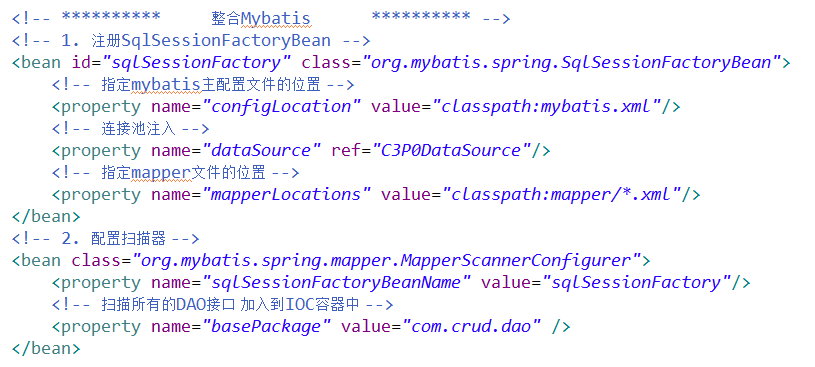 <!-- ********** 整合Mybatis ********** -->
<!-- 1. 注册SqlSessionFactoryBean -->
<bean id="sqlSessionFactory" class="org.mybatis.spring.SqlSessionFactoryBean">
<!-- 指定mybatis主配置文件的位置 -->
<property name="configLocation" value="classpath:mybatis.xml"/>
<!-- 连接池注入 -->
<property name="dataSource" ref="C3P0DataSource"/>
<!-- 指定mapper文件的位置 -->
<property name="mapperLocations" value="classpath:mapper/*.xml"/>
</bean>
<!-- 2. 配置扫描器 -->
<bean class="org.mybatis.spring.mapper.MapperScannerConfigurer">
<property name="sqlSessionFactoryBeanName" value="sqlSessionFactory"/>
<!-- 扫描所有的DAO接口 加入到IOC容器中 -->
<property name="basePackage" value="com.crud.dao" />
</bean>